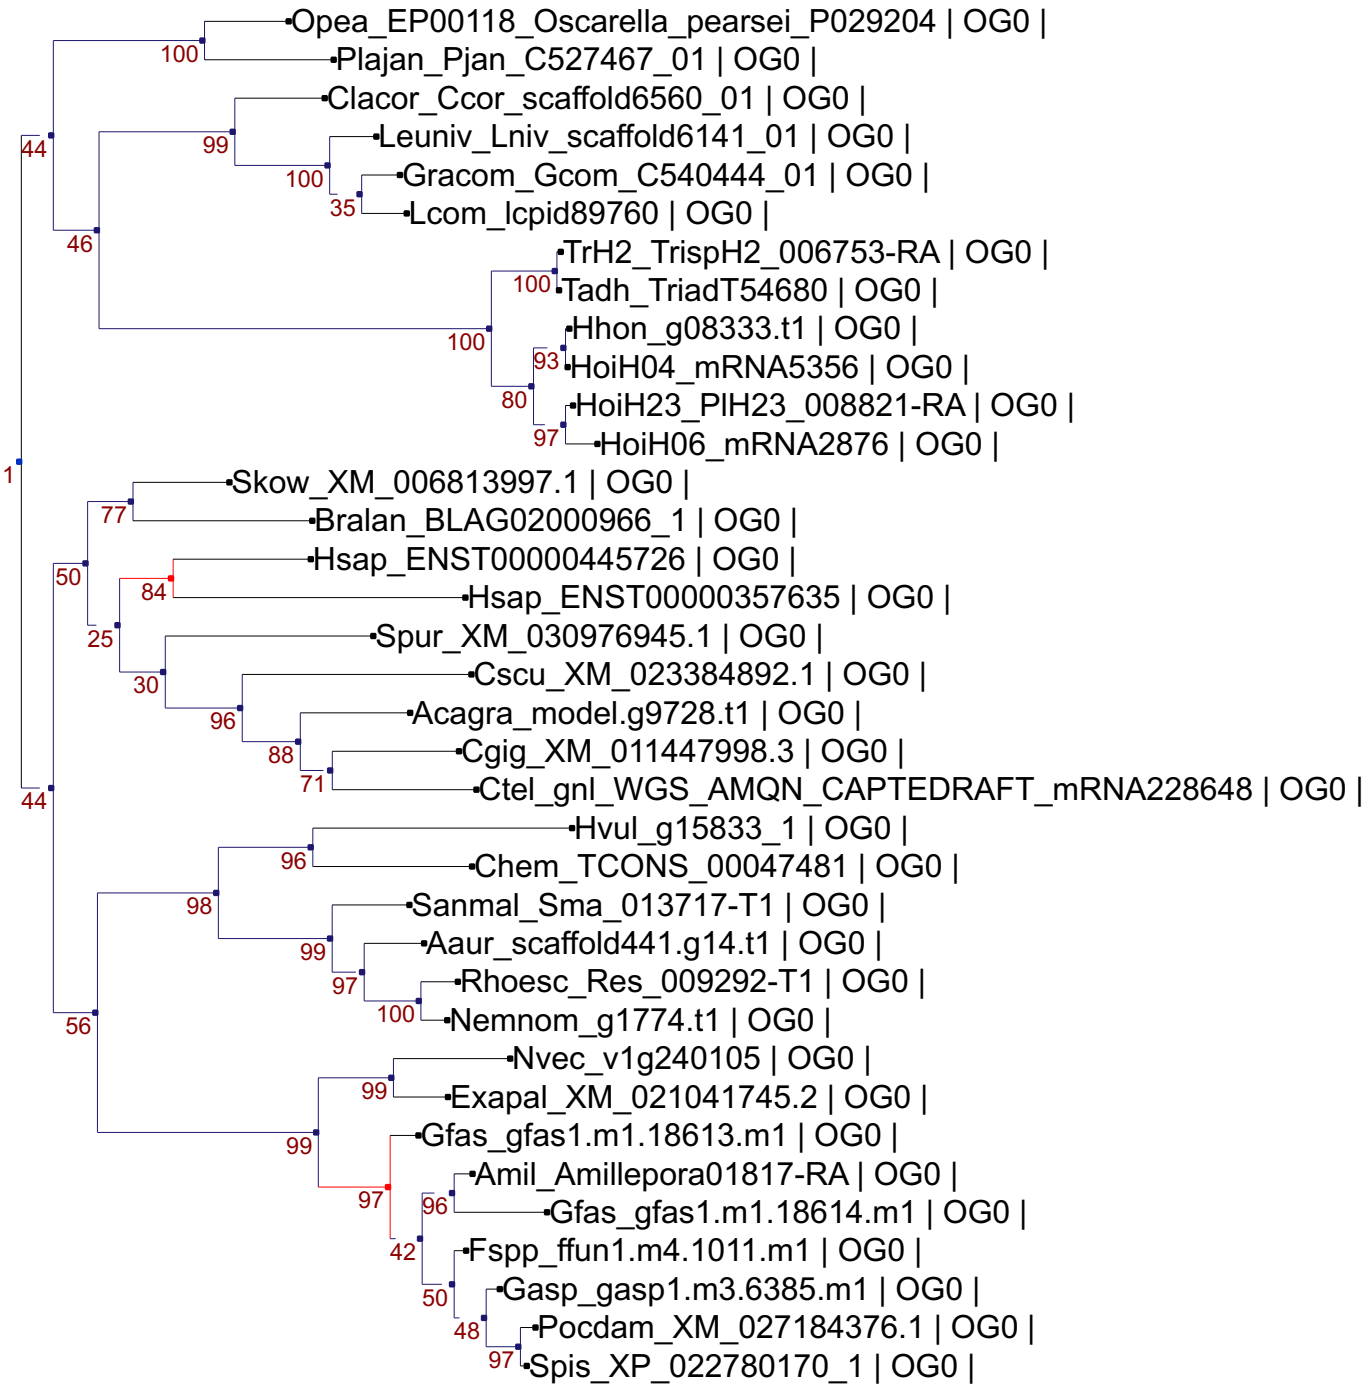 Opea_EP00118_Oscarella_pearsei_P029204 | OG0 |
100
Plajan_Pjan_C527467_01 | OG0 |
Clacor_Ccor_scaffold6560_01 | OG0 |
44
99
Leuniv_Lniv_scaffold6141_01 | OG0 |
100
Gracom_Gcom_C540444_01 | OG0 |
35
Lcom_lcpid89760 | OG0 |
46
TrH2_TrispH2_006753-RA | OG0 |
100
Tadh_TriadT54680 | OG0 |
100
Hhon_g08333.t1 | OG0 |
93
HoiH04_mRNA5356 | OG0 |
80
HoiH23_PlH23_008821-RA | OG0 |
97
HoiH06_mRNA2876 | OG0 |
1
Skow_XM_006813997.1 | OG0 |
77
Bralan_BLAG02000966_1 | OG0 |
50
Hsap_ENST00000445726 | OG0 |
84
Hsap_ENST00000357635 | OG0 |
25
Spur_XM_030976945.1 | OG0 |
30
Cscu_XM_023384892.1 | OG0 |
96
Acagra_model.g9728.t1 | OG0 |
88
Cgig_XM_011447998.3 | OG0 |
71
Ctel_gnl_WGS_AMQN_CAPTEDRAFT_mRNA228648 | OG0 |
44
Hvul_g15833_1 | OG0 |
96
Chem_TCONS_00047481 | OG0 |
98
Sanmal_Sma_013717-T1 | OG0 |
99
Aaur_scaffold441.g14.t1 | OG0 |
97
Rhoesc_Res_009292-T1 | OG0 |
100
Nemnom_g1774.t1 | OG0 |
56
Nvec_v1g240105 | OG0 |
99
Exapal_XM_021041745.2 | OG0 |
99
Gfas_gfas1.m1.18613.m1 | OG0 |
97
Amil_Amillepora01817-RA | OG0 |
96
Gfas_gfas1.m1.18614.m1 | OG0 |
42
Fspp_ffun1.m4.1011.m1 | OG0 |
50
Gasp_gasp1.m3.6385.m1 | OG0 |
48
Pocdam_XM_027184376.1 | OG0 |
97
Spis_XP_022780170_1 | OG0 |